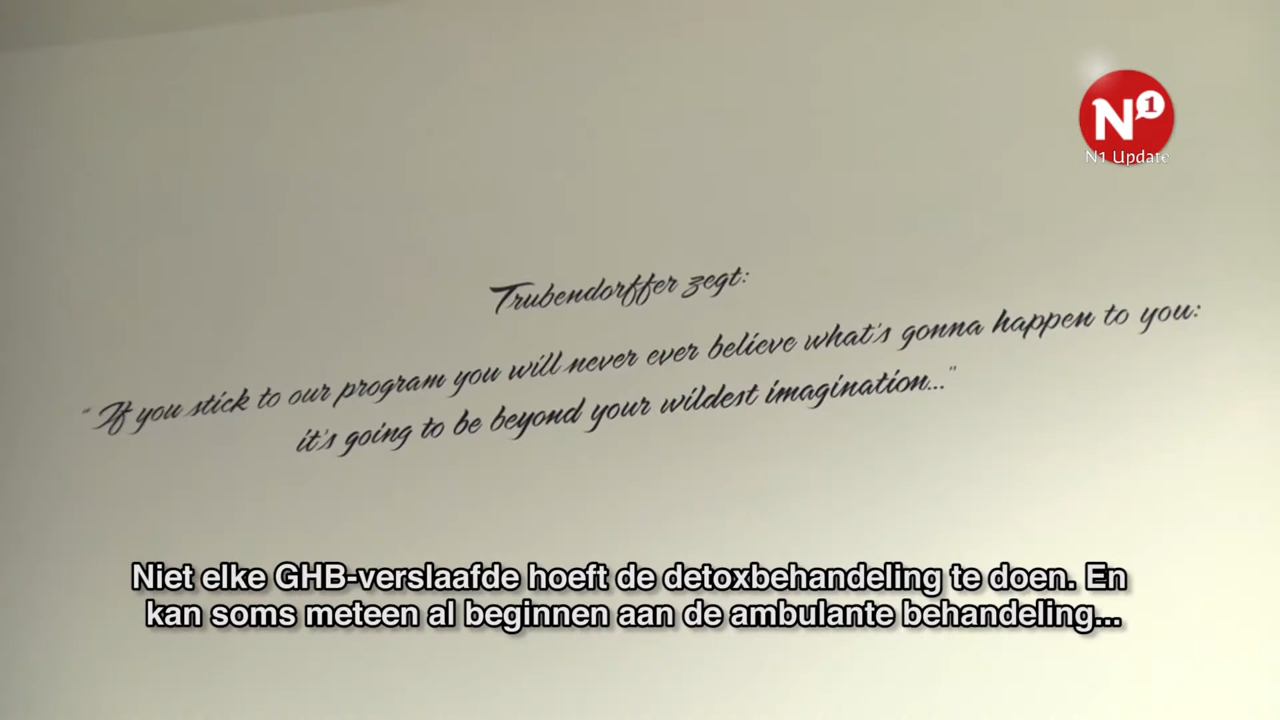 N1
N1 Update
Trubendorffer zegt:
“If you stick to our program you will never ever believe what's gonna happen to you:
it's going to be beyond your wildest imagination..."
Niet elke GHB-verslaafde hoeft de detoxbehandeling te doen. En
kan soms meteen al beginnen aan de ambulante behandeling...